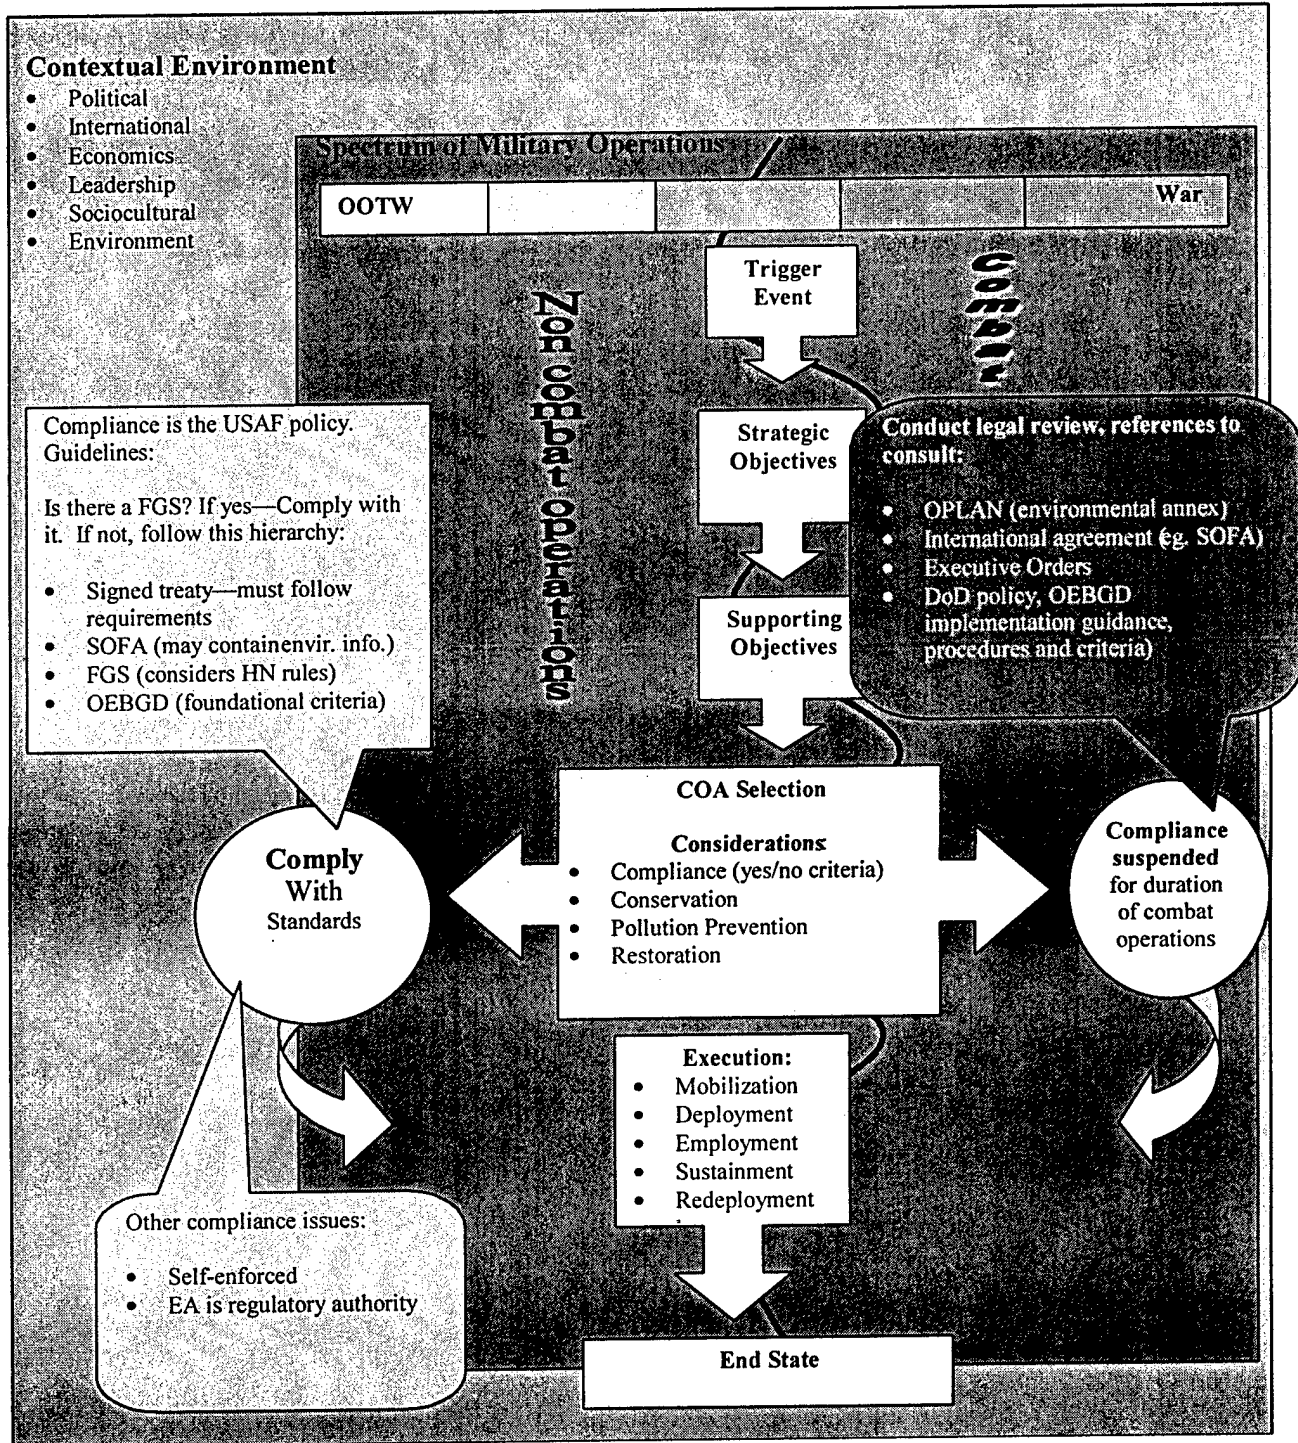 Contextual Environment
• Political
• International
• Economics
• Leadership
• Sociocultural
• Environment
Spectrum of Military Operations
OOTW
War
Trigger
Event
Non combat operations
Combat
Compliance is the USAF policy.
Guidelines:
Is there a FGS? If yes—Comply with
it. If not, follow this hierarchy:
• Signed treaty—must follow
requirements
• SOFA (may containenvir. info.)
• FGS (considers HN rules)
• OEBGD (foundational criteria)
Strategic
Objectives
Conduct legal review, references to
consult:
• OPLAN (environmental annex)
• International agreement (eg. SOFA)
• Executive Orders
• DoD policy, OEBGD
implementation guidance,
procedures and criteria)
Supporting
Objectives
COA Selection
Considerations:
• Compliance (yes/no criteria)
• Conservation
• Pollution Prevention
• Restoration
Comply
With
Standards
Compliance
suspended
for duration
of combat
operations
Execution:
• Mobilization
• Deployment
• Employment
• Sustainment
• Redeployment
Other compliance issues:
• Self-enforced
• EA is regulatory authority
End State